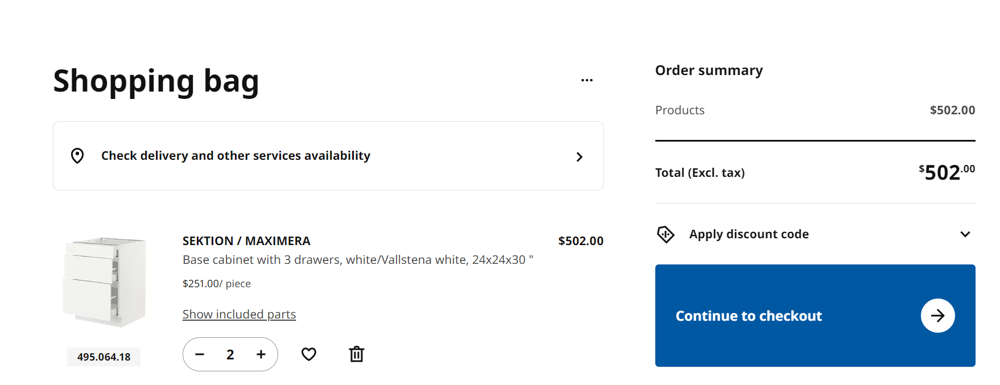 Shopping bag
...
Check delivery and other services availability
SEKTION / MAXIMERA
$502.00
Base cabinet with 3 drawers, white/Vallstena white, 24x24x30 "
$251.00/ piece
Show included parts
495.064.18
− 2 +
Order summary
Products $502.00
Total (Excl. tax) $502.00
Apply discount code
Continue to checkout